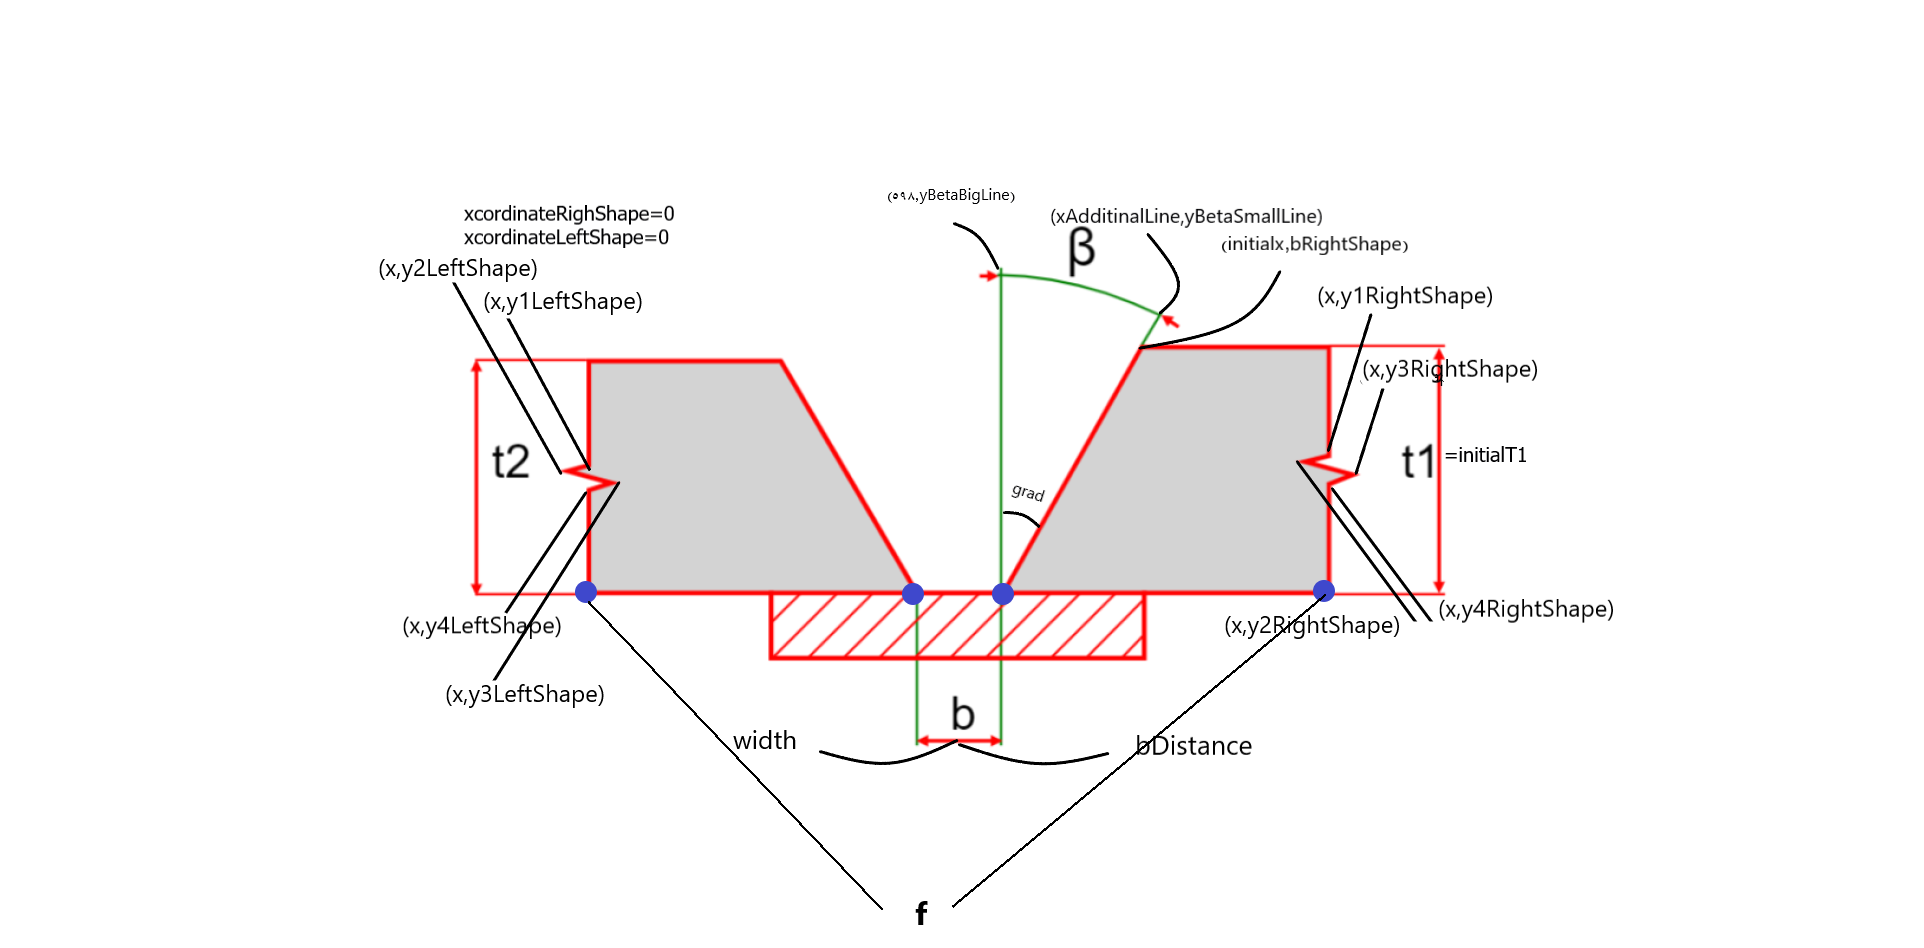 (٥٩٨,yBetaBigLine)
xcordinateRighShape=0
xcordinateLeftShape=0
(xAdditinalLine,yBetaSmallLine)
β
(initialx,bRightShape)
(x,y2LeftShape)
(x,y1LeftShape)
(x,y1RightShape)
(x,y3RightShape)
t2
t1
=initialT1
grad
(x,y4LeftShape)
(x,y2RightShape)
(x,y4RightShape)
(x,y3LeftShape)
b
width
bDistance
f